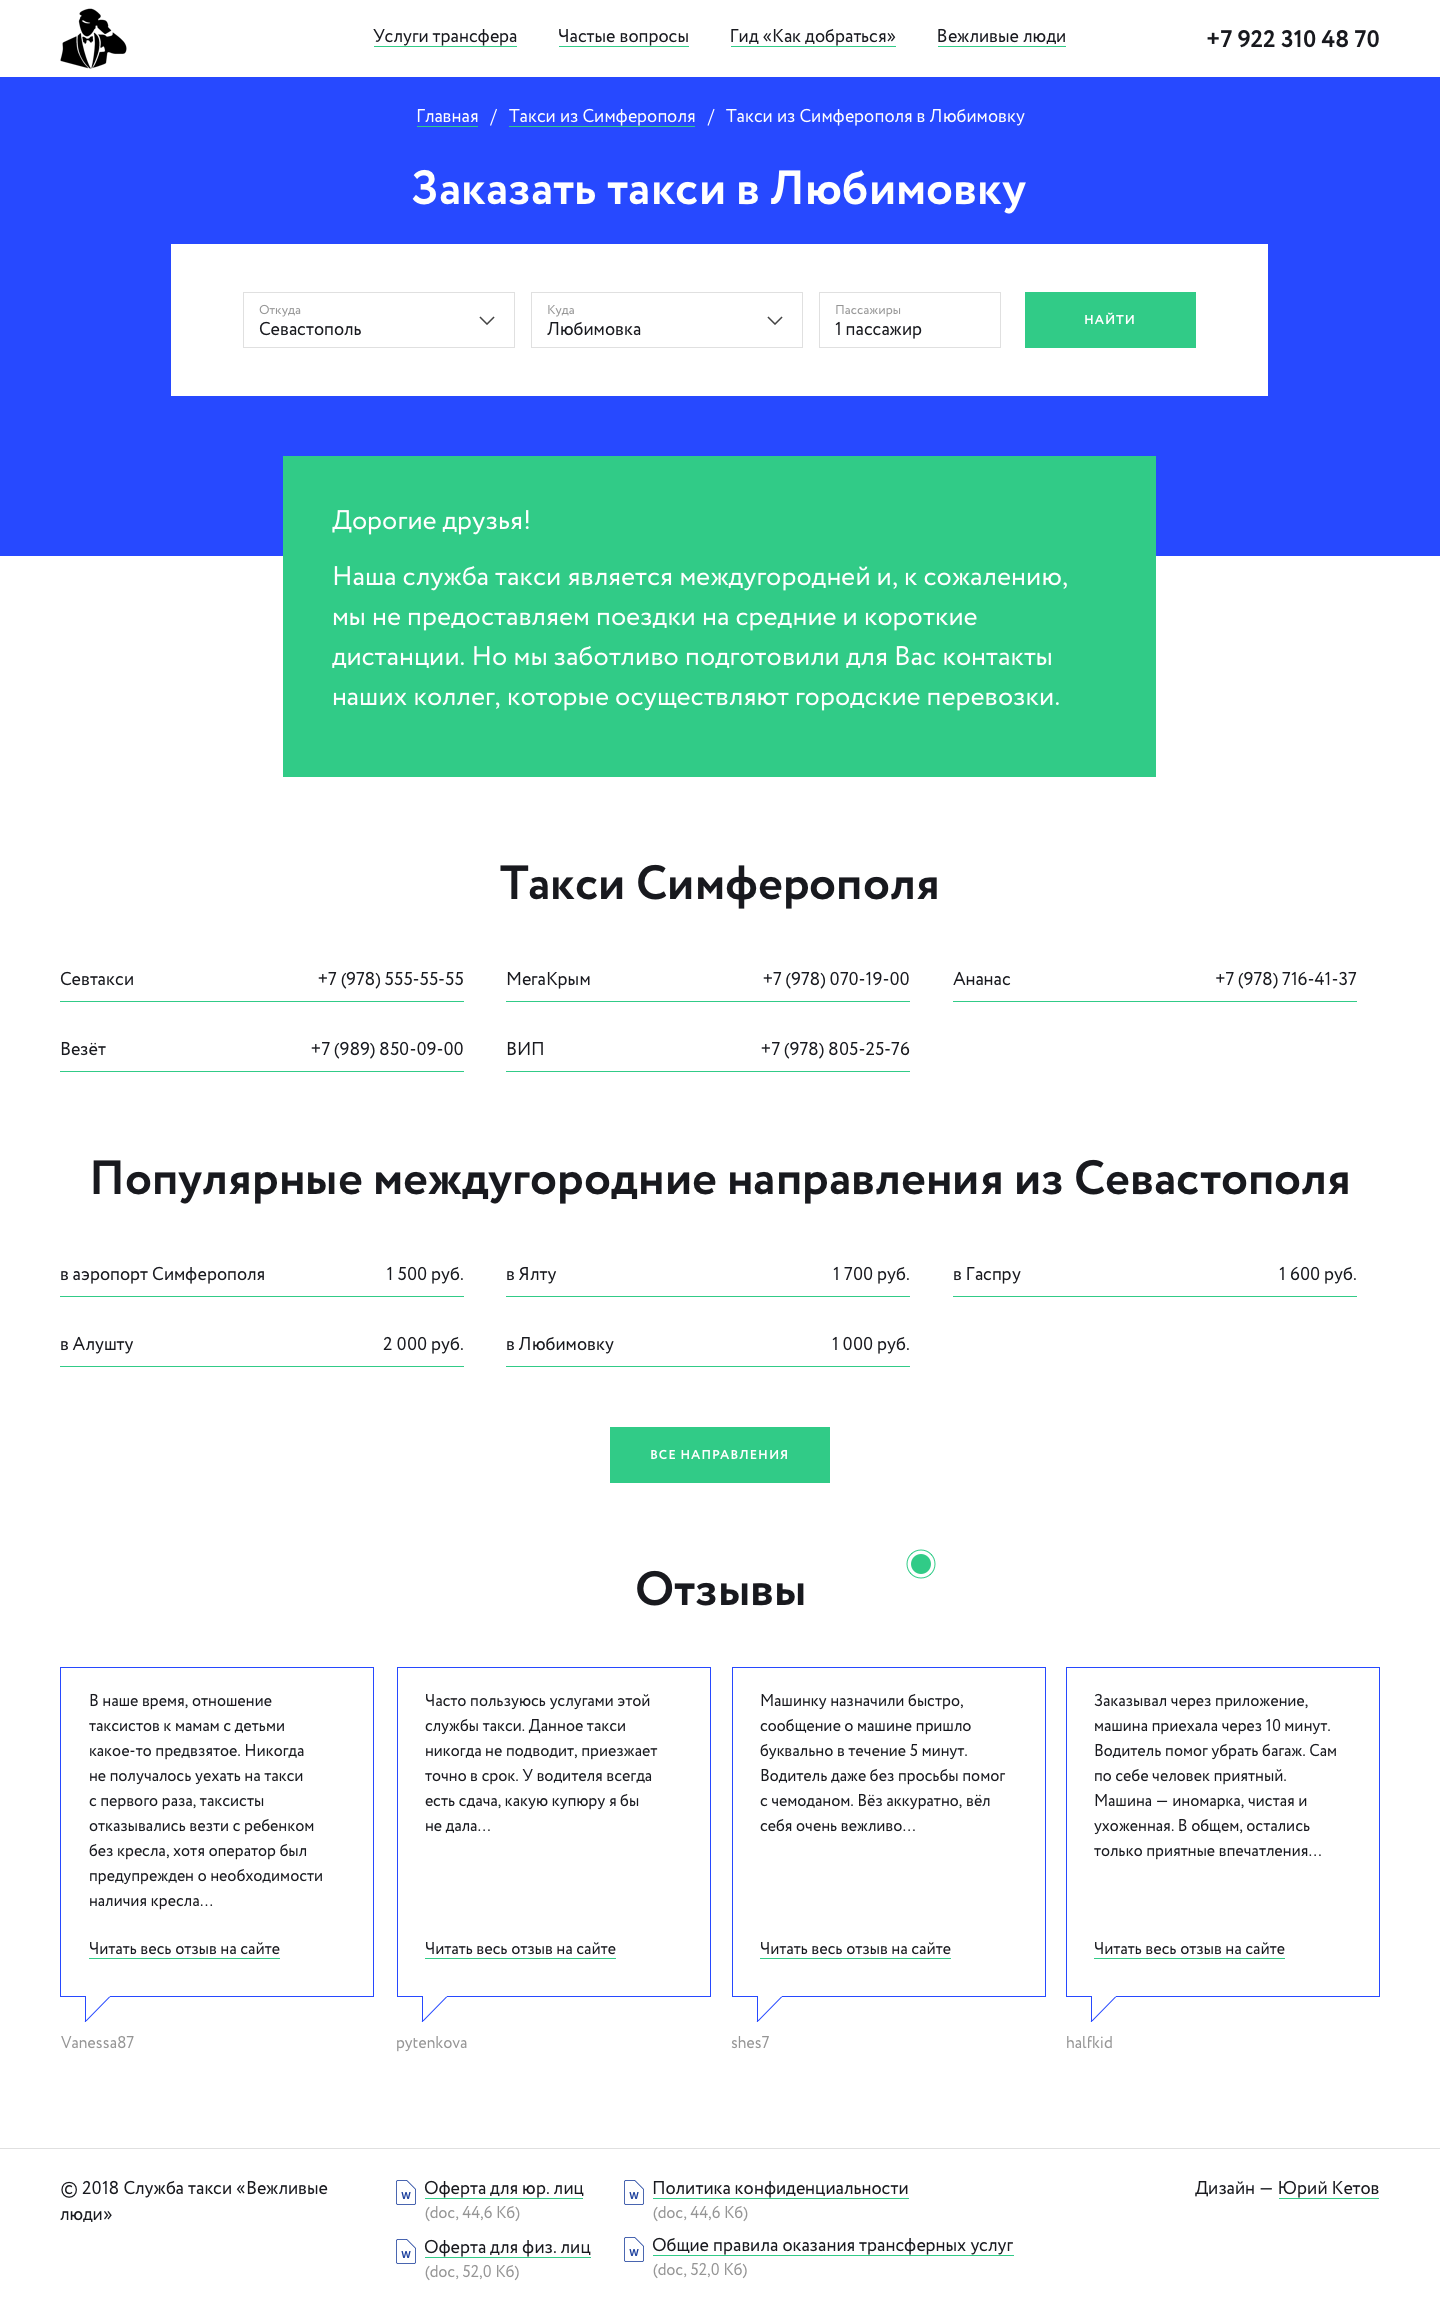 Услуги трансфера
Частые вопросы
Гид «Как добраться»
Вежливые люди
+7 922 310 48 70
Главная / Такси из Симферополя / Такси из Симферополя в Любимовку
Заказать такси в Любимовку
Откуда
Севастополь
Куда
Любимовка
Пассажиры
1 пассажир
НАЙТИ
Дорогие друзья!
Наша служба такси является междугородней и, к сожалению,
мы не предоставляем поездки на средние и короткие
дистанции. Но мы заботливо подготовили для Вас контакты
наших коллег, которые осуществляют городские перевозки.
Такси Симферополя
Севтакси +7 (978) 555-55-55
МегаКрым +7 (978) 070-19-00
Ананас +7 (978) 716-41-37
Везёт +7 (989) 850-09-00
ВИП +7 (978) 805-25-76
Популярные междугородние направления из Севастополя
в аэропорт Симферополя 1 500 руб.
в Ялту 1 700 руб.
в Гаспру 1 600 руб.
в Алушту 2 000 руб.
в Любимовку 1 000 руб.
ВСЕ НАПРАВЛЕНИЯ
Отзывы
В наше время, отношение
таксистов к мамам с детьми
какое-то предвзятое. Никогда
не получалось уехать на такси
с первого раза, таксисты
отказывались везти с ребенком
без кресла, хотя оператор был
предупрежден о необходимости
наличия кресла...
Читать весь отзыв на сайте
Vanessa87
Часто пользуюсь услугами этой
службы такси. Данное такси
никогда не подводит, приезжает
точно в срок. У водителя всегда
есть сдача, какую купюру я бы
не дала...
Читать весь отзыв на сайте
pytenkova
Машинку назначили быстро,
сообщение о машине пришло
буквально в течение 5 минут.
Водитель даже без просьбы помог
с чемоданом. Вёз аккуратно, вёл
себя очень вежливо...
Читать весь отзыв на сайте
shes7
Заказывал через приложение,
машина приехала через 10 минут.
Водитель помог убрать багаж. Сам
по себе человек приятный.
Машина — иномарка, чистая и
ухоженная. В общем, остались
только приятные впечатления...
Читать весь отзыв на сайте
halfkid
© 2018 Служба такси «Вежливые
люди»
W
Оферта для юр. лиц
(doc, 44,6 Кб)
W
Оферта для физ. лиц
(doc, 52,0 Кб)
W
Политика конфиденциальности
(doc, 44,6 Кб)
W
Общие правила оказания трансферных услуг
(doc, 52,0 Кб)
Дизайн — Юрий Кетов